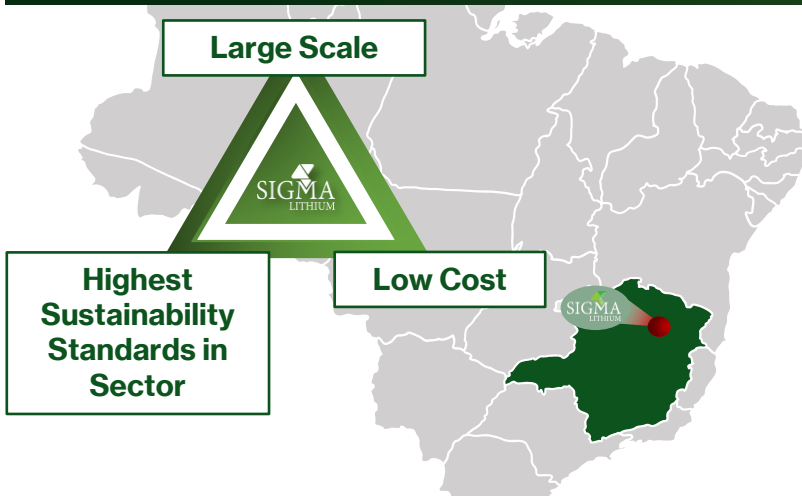 Large Scale
SIGMA
LITHIUM
Highest
Sustainability
Standards in
Sector
Low Cost
SIGMA
LITHIUM